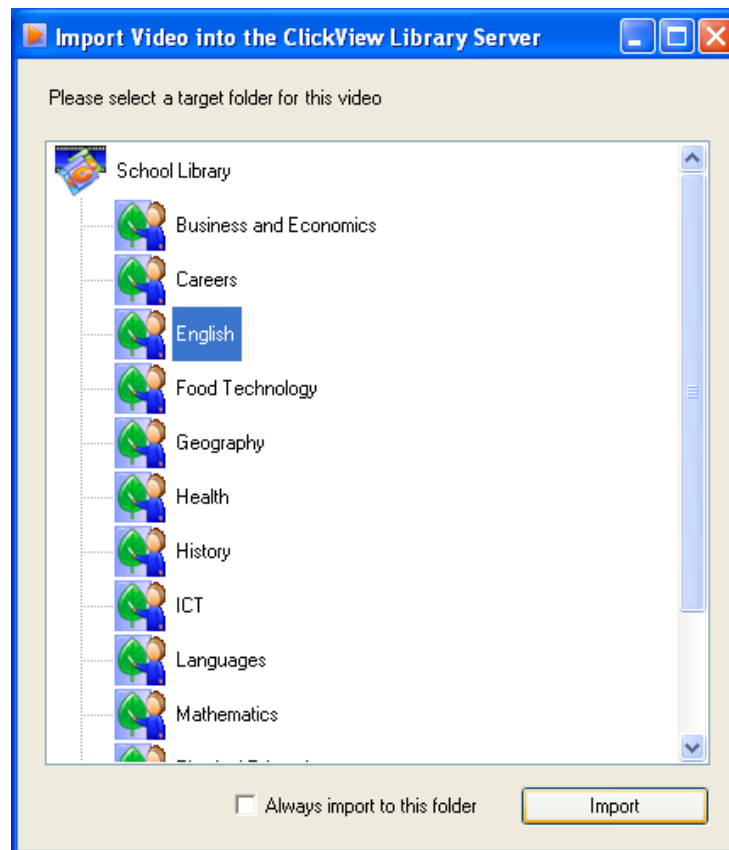 Import Video into the ClickView Library Server
Please select a target folder for this video
School Library
Business and Economics
Careers
English
Food Technology
Geography
Health
History
ICT
Languages
Mathematics
Always import to this folder
Import